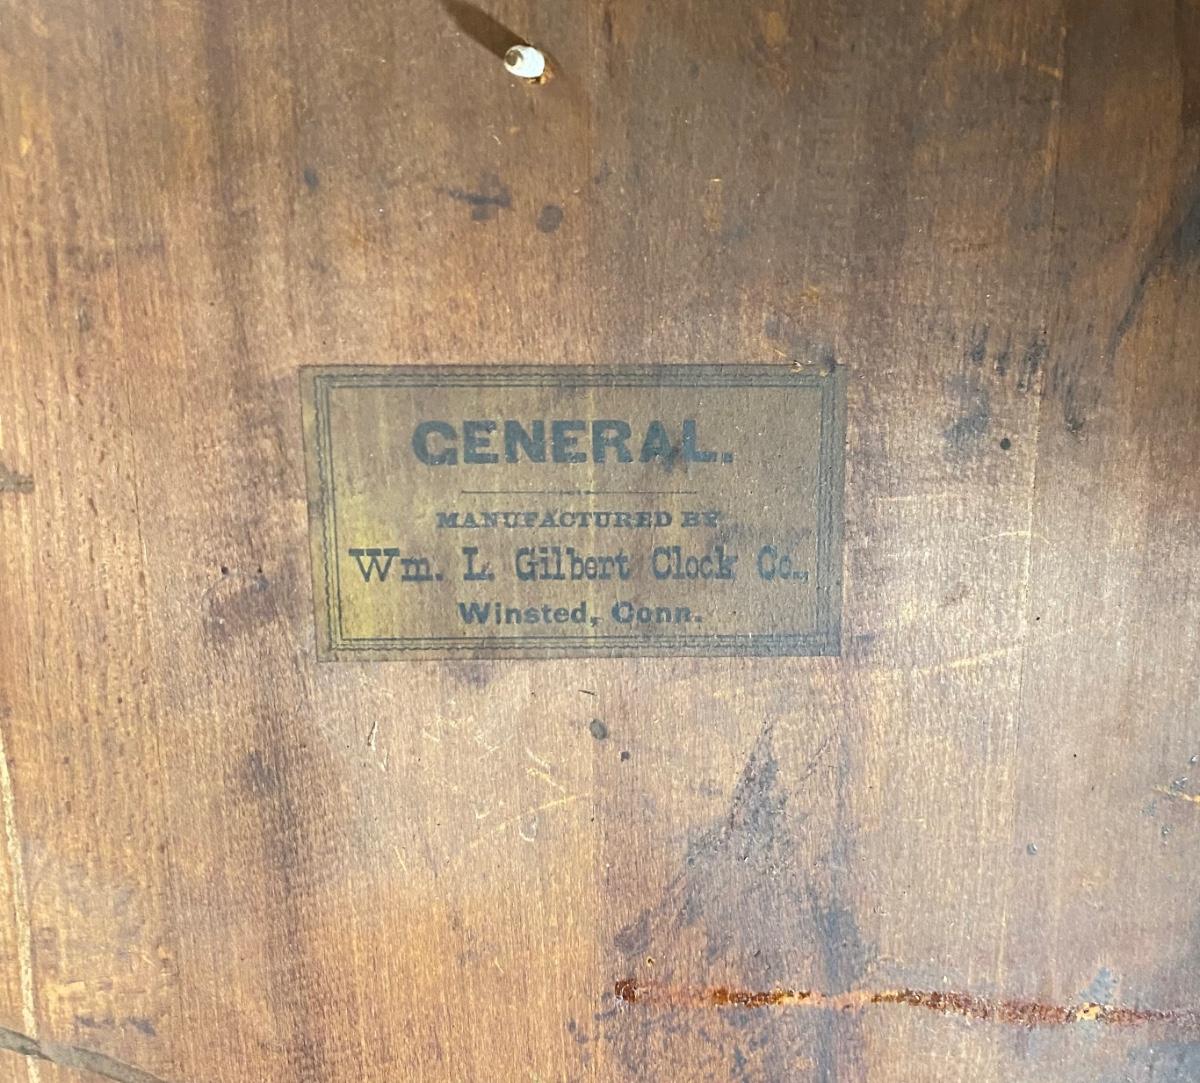 GENERAL.
MANUFACTURED BY
Wm. L. Gilbert Clock Co.,
Winsted, Conn.